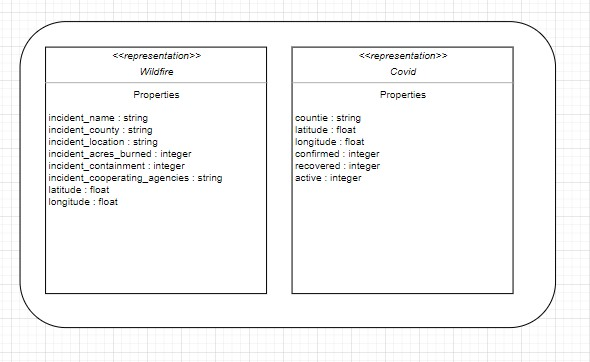 <<representation>>
Wildfire
Properties
incident_name : string
incident_county : string
incident_location : string
incident_acres_burned : integer
incident_containment : integer
incident_cooperating_agencies : string
latitude : float
longitude : float
<<representation>>
Covid
Properties
countie : string
latitude : float
longitude : float
confirmed : integer
recovered : integer
active : integer